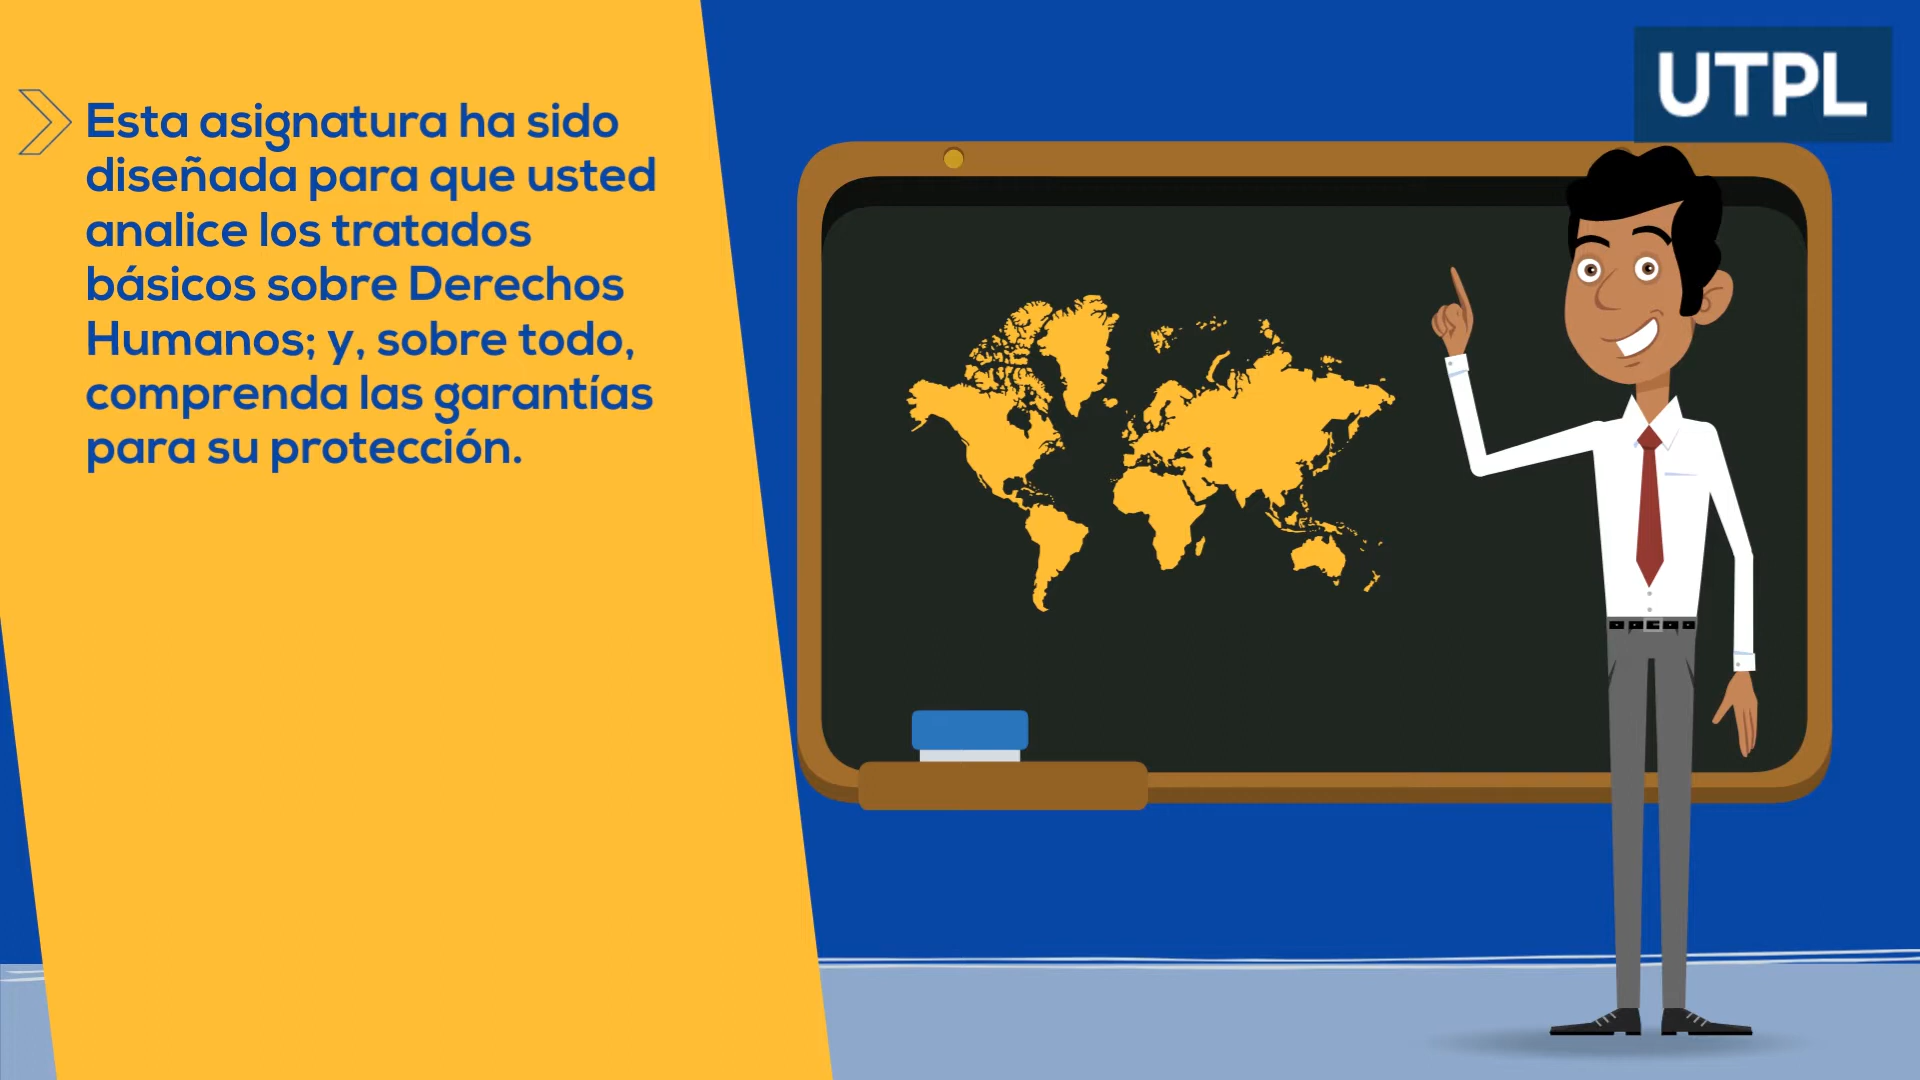 Esta asignatura ha sido
diseñada para que usted
analice los tratados
básicos sobre Derechos
Humanos; y, sobre todo,
comprenda las garantías
para su protección.
UTPL